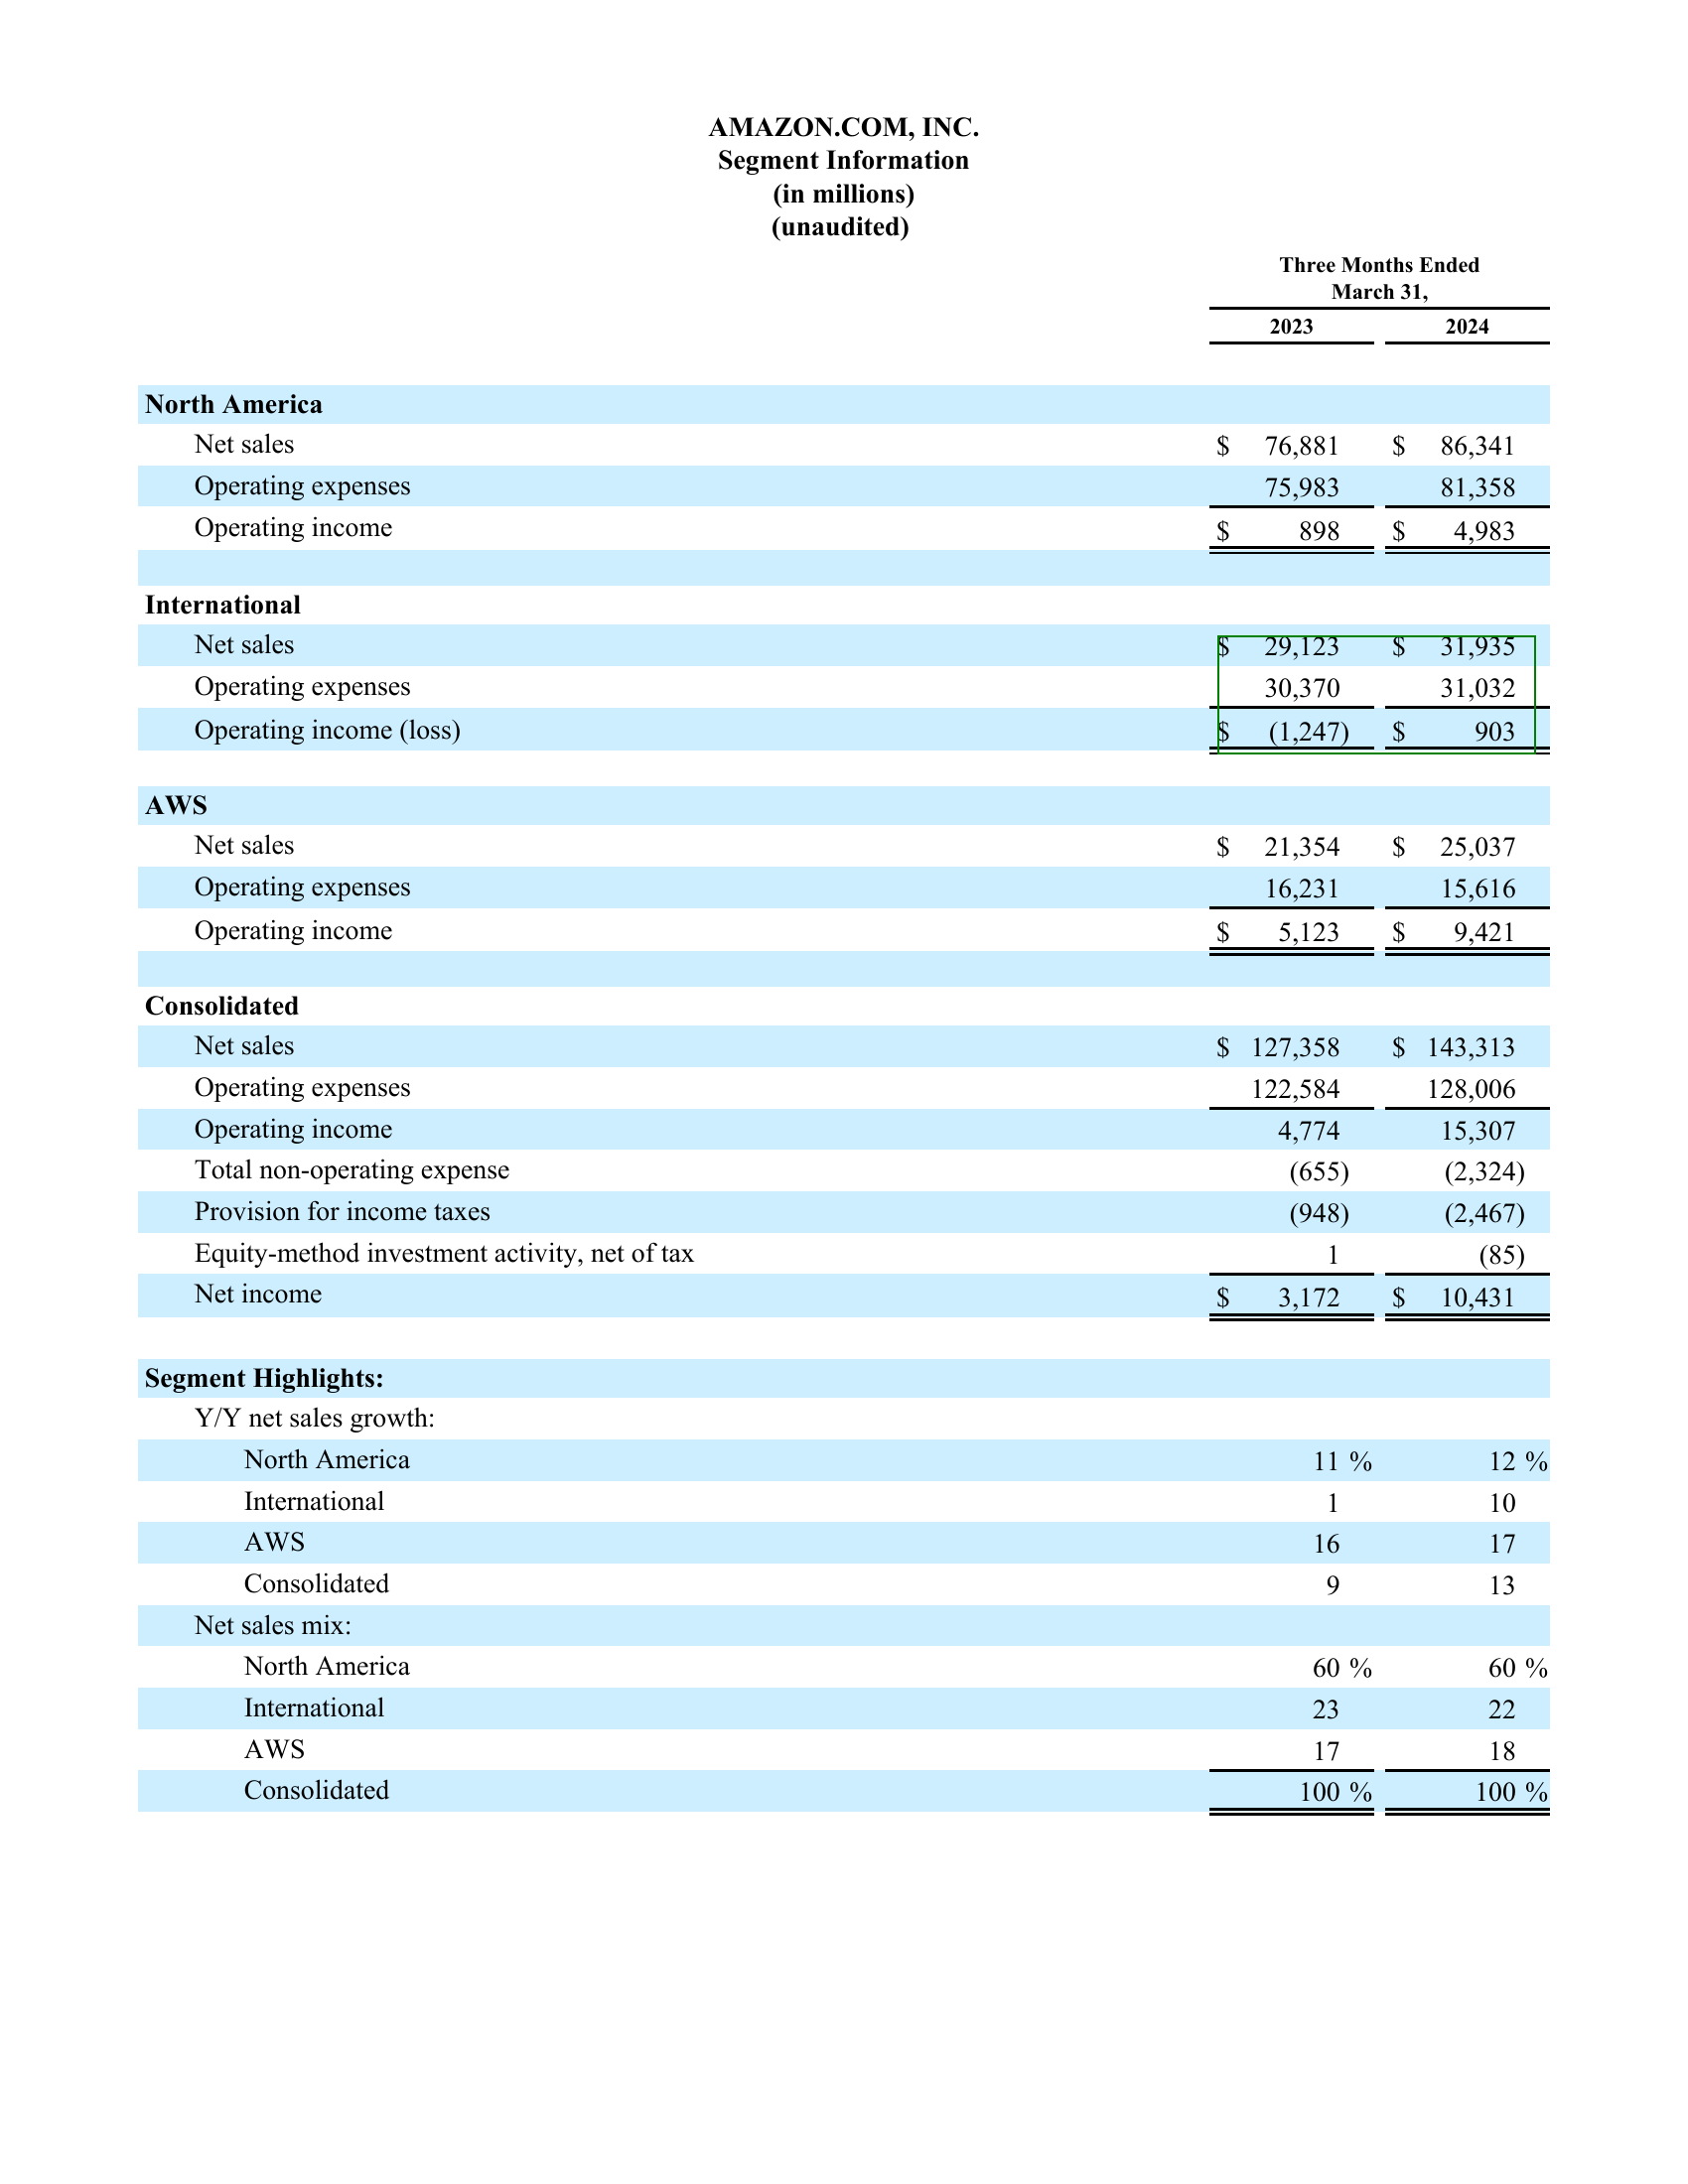 AMAZON.COM, INC.
Segment Information
(in millions)
(unaudited)
Three Months Ended
March 31,
2023 2024
North America
Net sales $ 76,881 $ 86,341
Operating expenses 75,983 81,358
Operating income $ 898 $ 4,983
International
Net sales $ 29,123 $ 31,935
Operating expenses 30,370 31,032
Operating income (loss) $ (1,247) $ 903
AWS
Net sales $ 21,354 $ 25,037
Operating expenses 16,231 15,616
Operating income $ 5,123 $ 9,421
Consolidated
Net sales $ 127,358 $ 143,313
Operating expenses 122,584 128,006
Operating income 4,774 15,307
Total non-operating expense (655) (2,324)
Provision for income taxes (948) (2,467)
Equity-method investment activity, net of tax 1 (85)
Net income $ 3,172 $ 10,431
Segment Highlights:
Y/Y net sales growth:
North America 11 % 12 %
International 1 10
AWS 16 17
Consolidated 9 13
Net sales mix:
North America 60 % 60 %
International 23 22
AWS 17 18
Consolidated 100 % 100 %